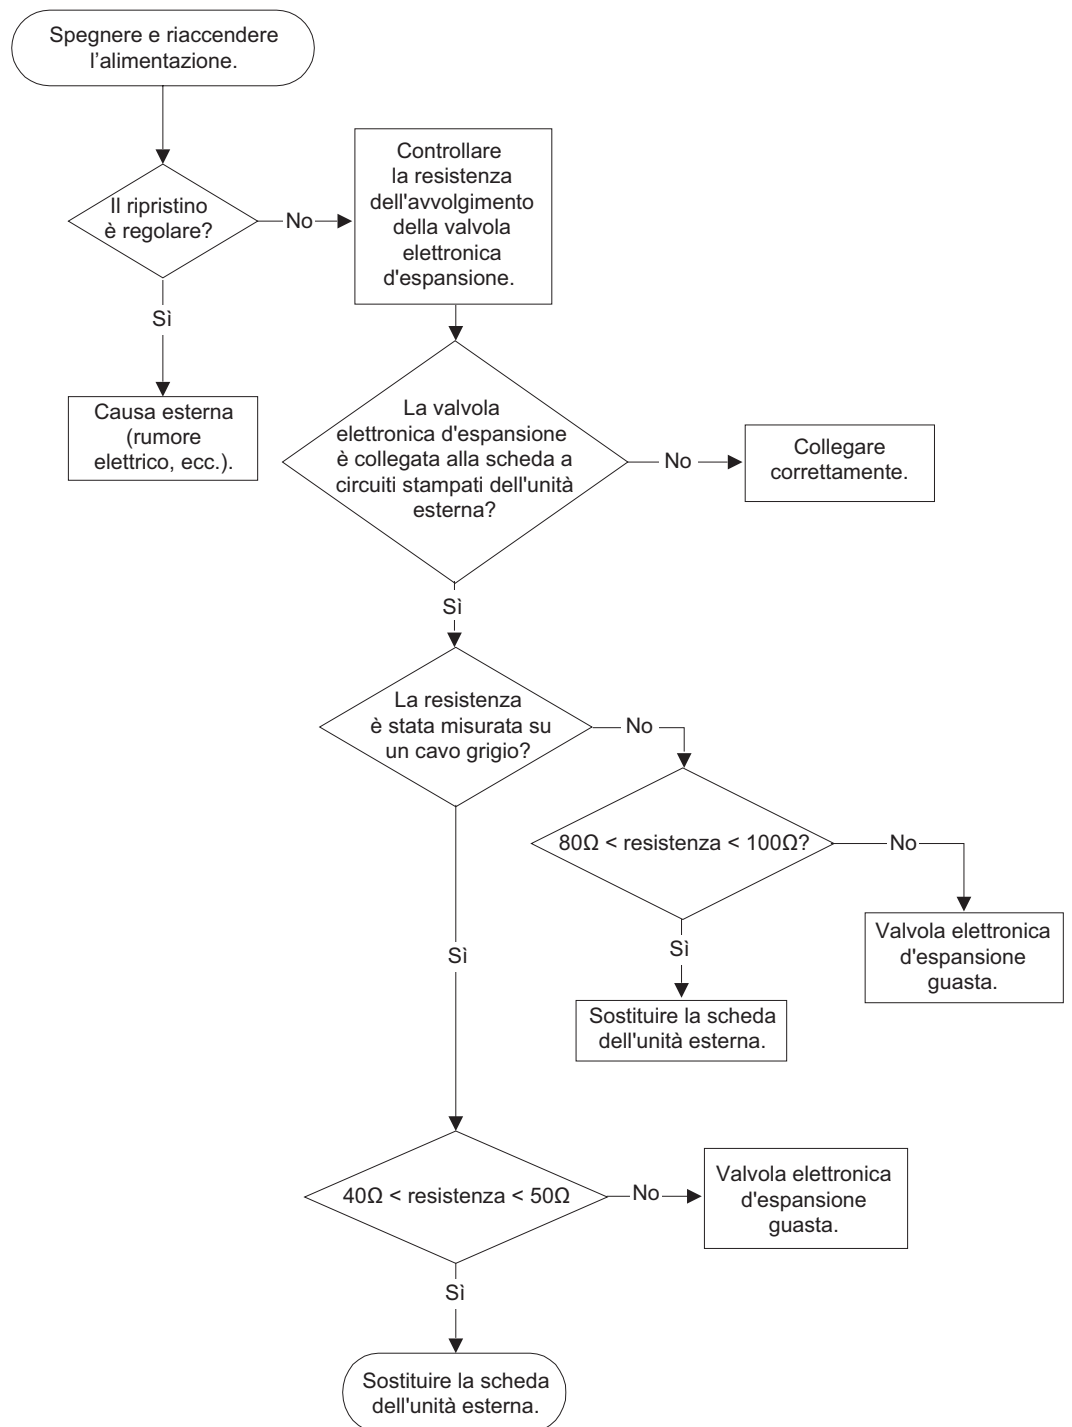 Spegnere e riaccendere
l’alimentazione.
Controllare
la resistenza
dell'avvolgimento
della valvola
elettronica
d'espansione.
Il ripristino
è regolare?
No
Sì
Causa esterna
(rumore
elettrico, ecc.).
La valvola
elettronica d'espansione
è collegata alla scheda a
circuiti stampati dell'unità
esterna?
No
Collegare
correttamente.
Sì
La resistenza
è stata misurata su
un cavo grigio?
No
80Ω < resistenza < 100Ω?
No
Valvola elettronica
d'espansione
guasta.
Sì
Sì
Sostituire la scheda
dell'unità esterna.
40Ω < resistenza < 50Ω
No
Valvola elettronica
d'espansione
guasta.
Sì
Sostituire la scheda
dell'unità esterna.